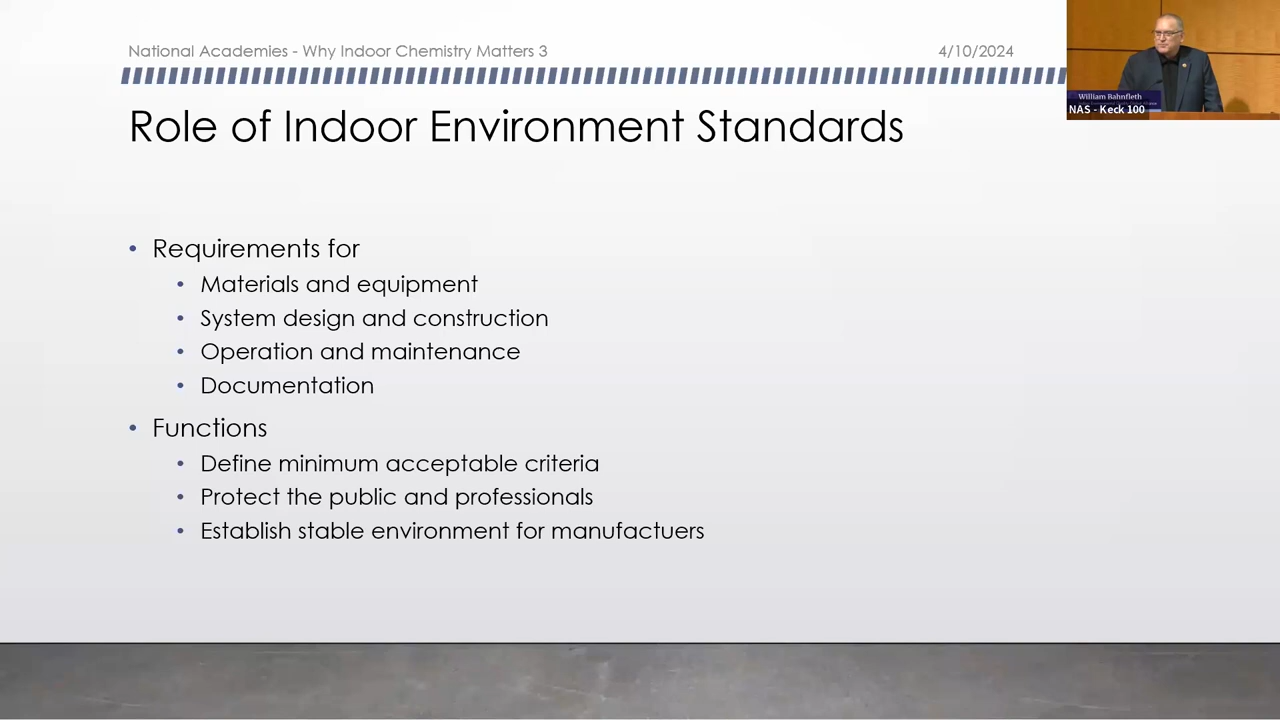 National Academies - Why Indoor Chemistry Matters 3
4/10/2024
William Bahnfleth
NAS - Keck 100
Role of Indoor Environment Standards
• Requirements for
• Materials and equipment
• System design and construction
• Operation and maintenance
• Documentation
• Functions
• Define minimum acceptable criteria
• Protect the public and professionals
• Establish stable environment for manufactuers